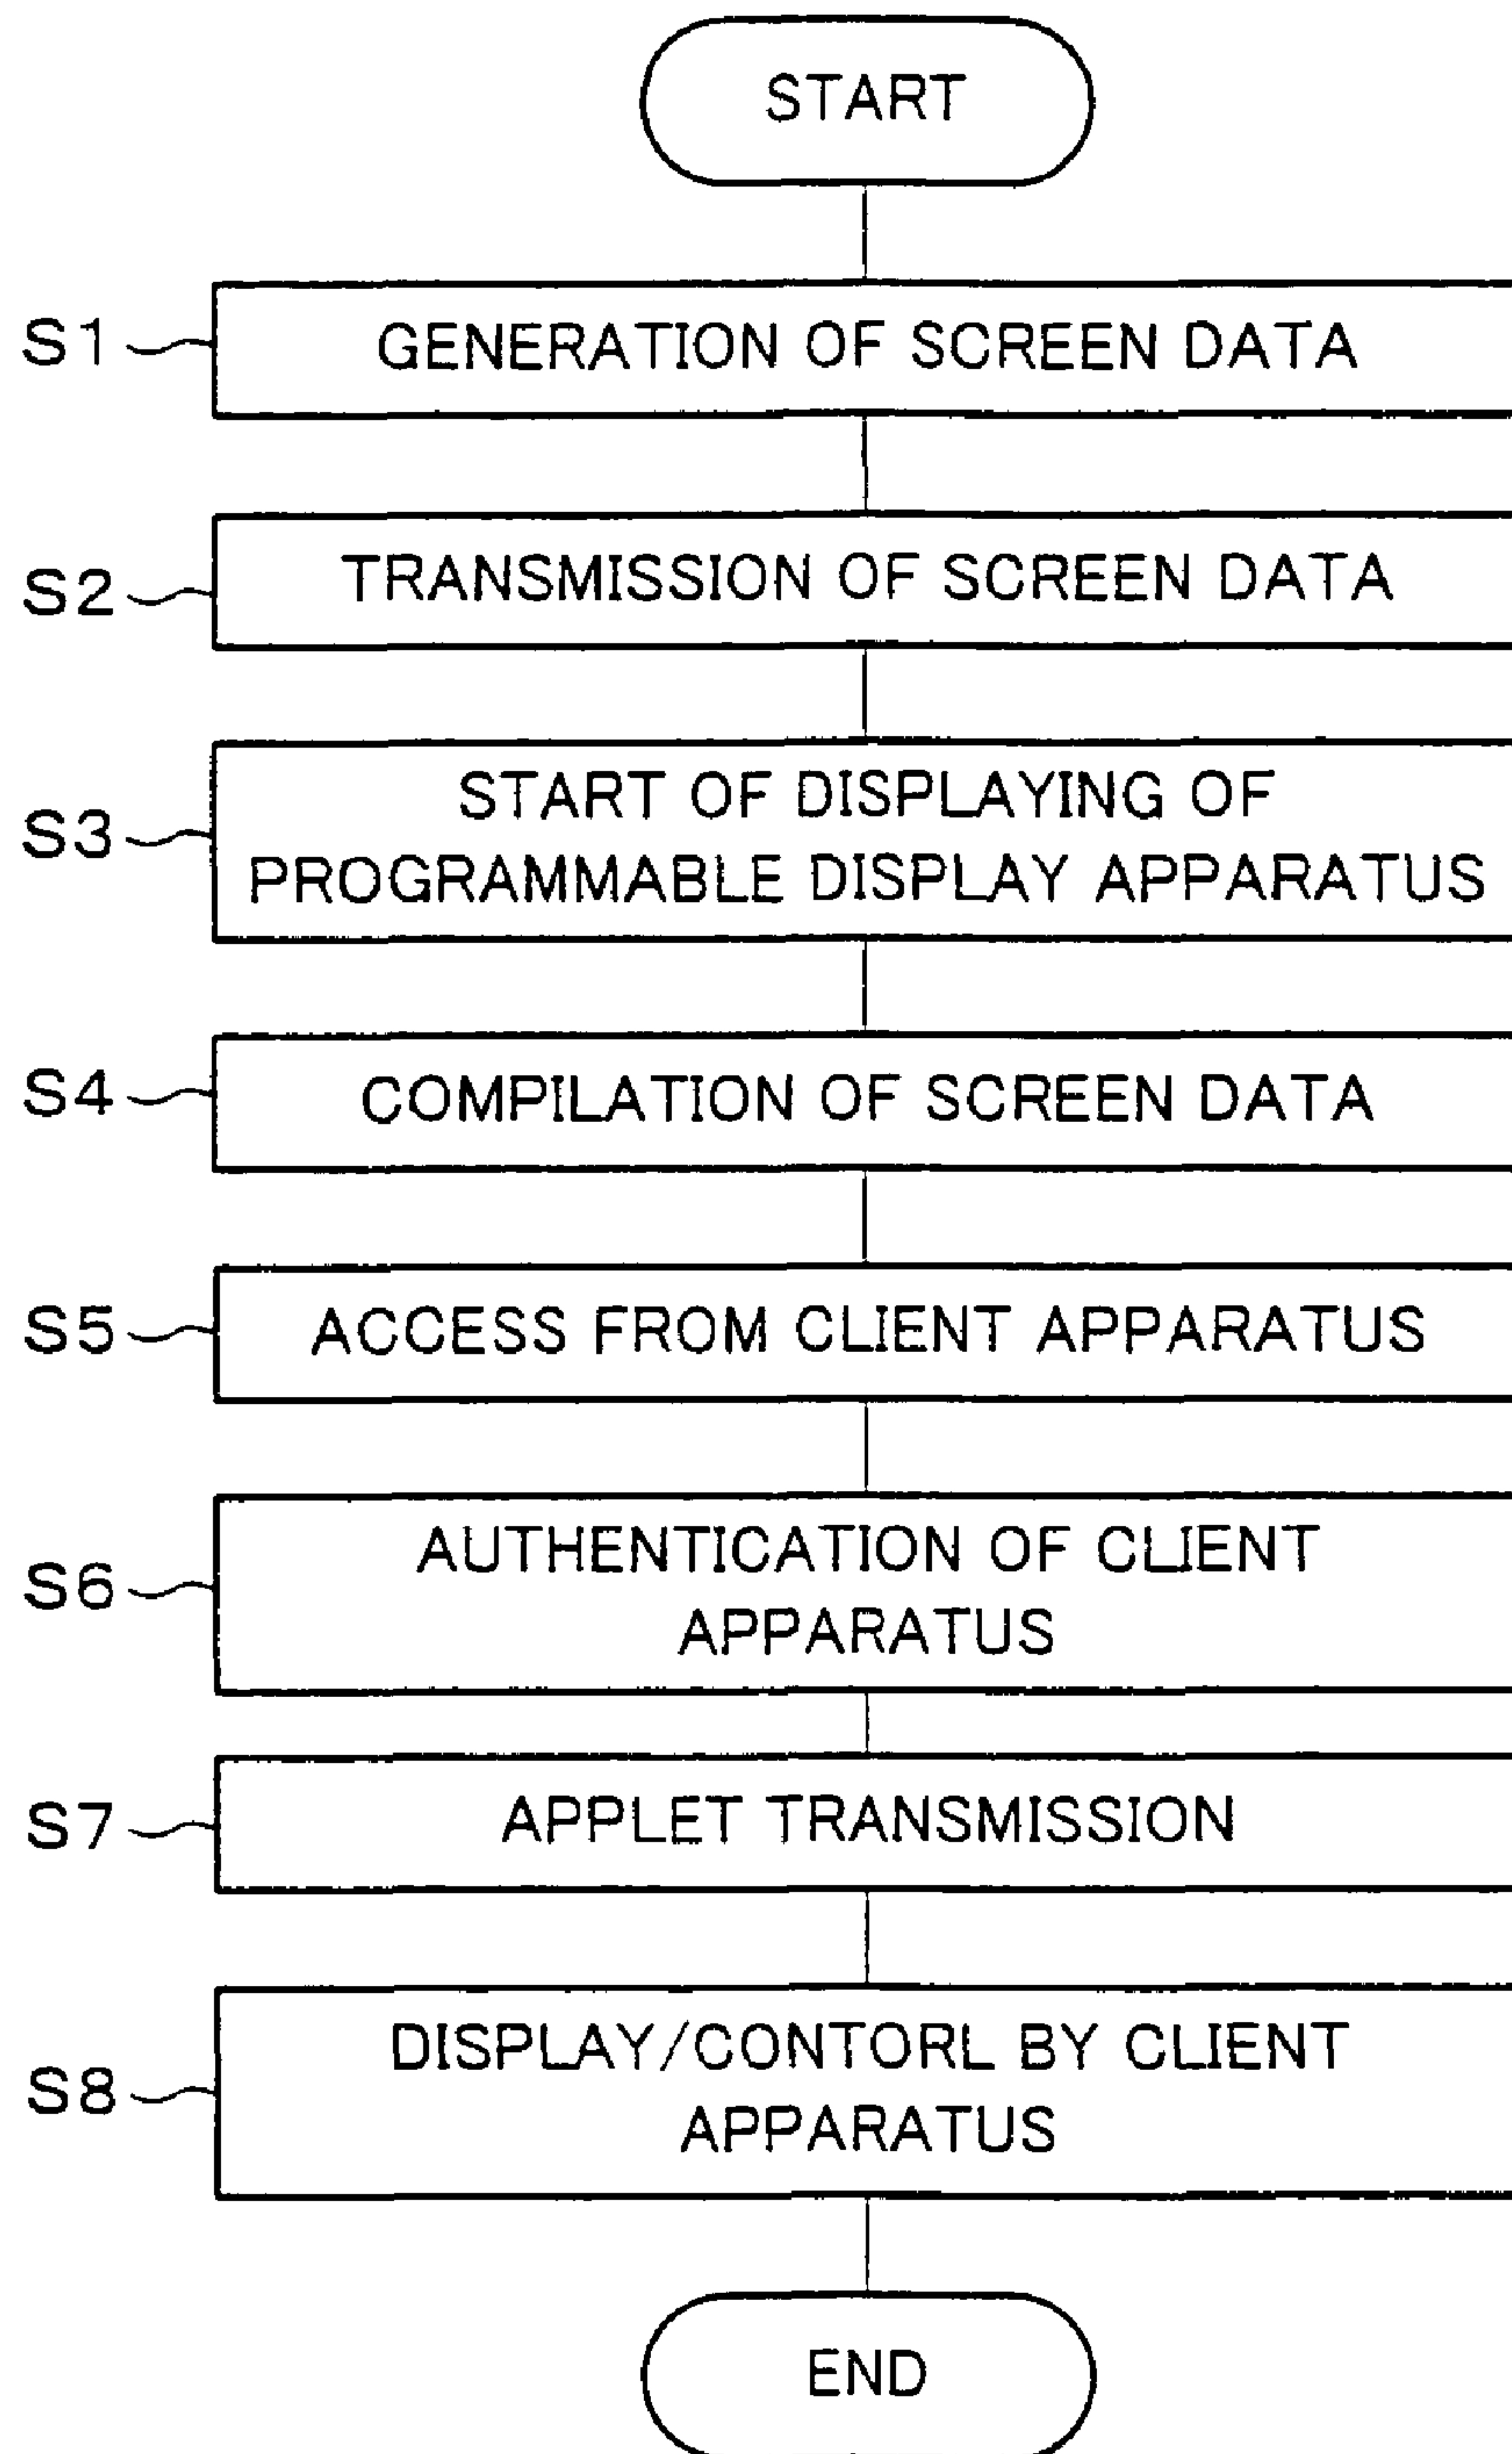 START
S1 GENERATION OF SCREEN DATA
S2 TRANSMISSION OF SCREEN DATA
START OF DISPLAYING OF
S3
PROGRAMMABLE DISPLAY APPARATUS
S4 COMPILATION OF SCREEN DATA
S5 ACCESS FROM CLIENT APPARATUS
AUTHENTICATION OF CLIENT
S6
APPARATUS
S7 APPLET TRANSMISSION
DISPLAY/CONTORL BY CLIENT
S8
APPARATUS
END